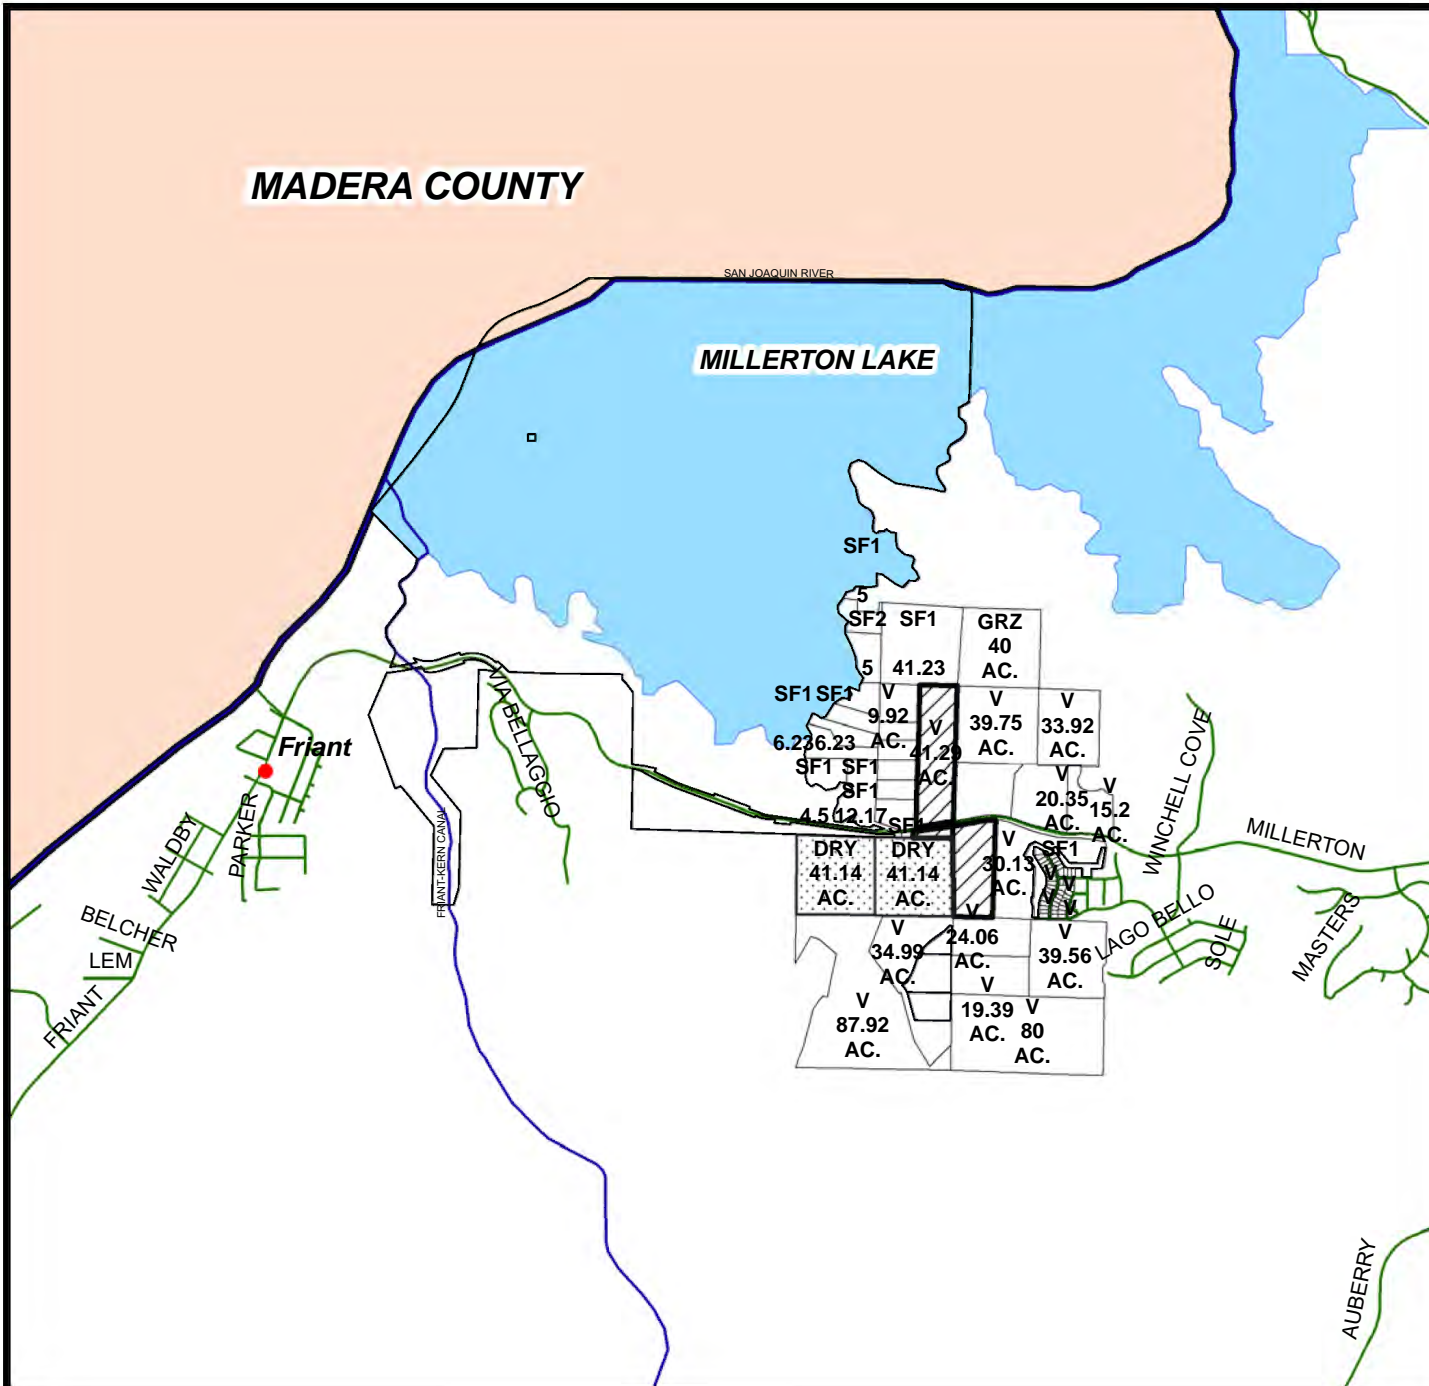 MADERA COUNTY
SAN JOAQUIN RIVER
MILLERTON LAKE
SF1
5
SF2
SF1
GRZ
40
AC.
5
41.23
SF1
SF1
V
9.92
AC.
V
41.29
AC.
V
39.75
AC.
V
33.92
AC.
6.23
6.23
SF1
SF1
SF1
4.5
12.17
SF1
V
20.35
AC.
V
15.2
AC.
WINCHELL COVE
MILLERTON
VIA BELLAGGIO
Friant
WALDBY
PARKER
FRIANT-KERN CANAL
BELCHER
LEM
FRIANT
DRY
41.14
AC.
DRY
41.14
AC.
V
30.13
AC.
SF1
V
V
V
V
LAGO BELLO
SOLE
MASTERS
V
34.99
AC.
V
24.06
AC.
V
39.56
AC.
V
87.92
AC.
V
19.39
AC.
V
80
AC.
AUBERRY